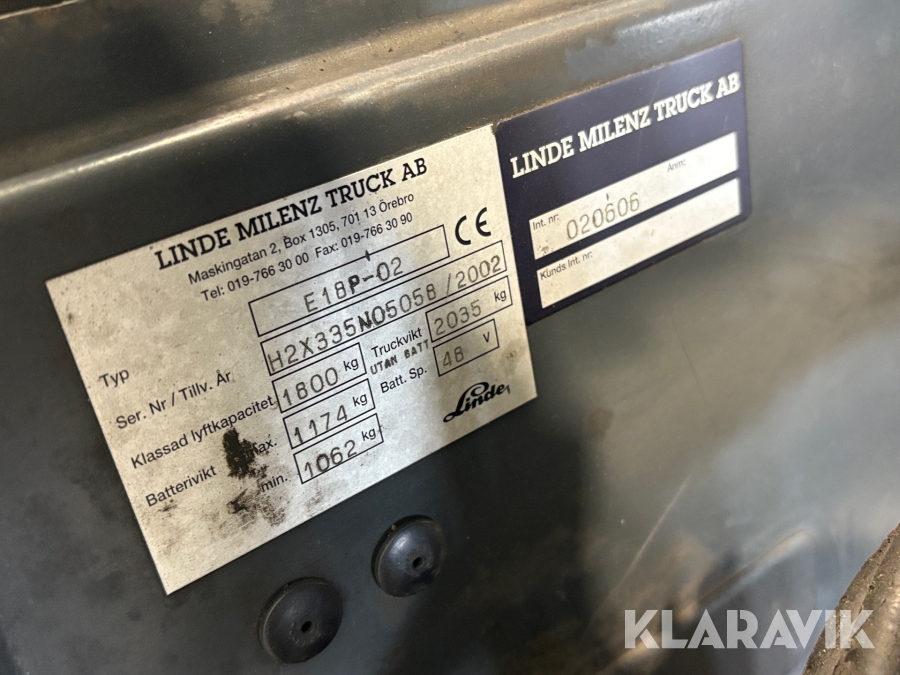 LINDE MILENZ TRUCK AB
Maskingatan 2, Box 1305, 701 13 Örebro
Tel: 019-766 30 00 Fax: 019-766 30 90
CE
Typ E18P-02
Ser. Nr / Tillv. År H2X335N05058/2002
Klassad lyftkapacitet 1800 kg Truckvikt 2035 kg
UTAN BATT
Batterivikt max. 1174 kg Batt. Sp. 48 V
min. 1062 kg
Linde
LINDE MILENZ TRUCK AB
Int. nr: 020606 Anm:
Kunds Int. nr:
KLARAVIK